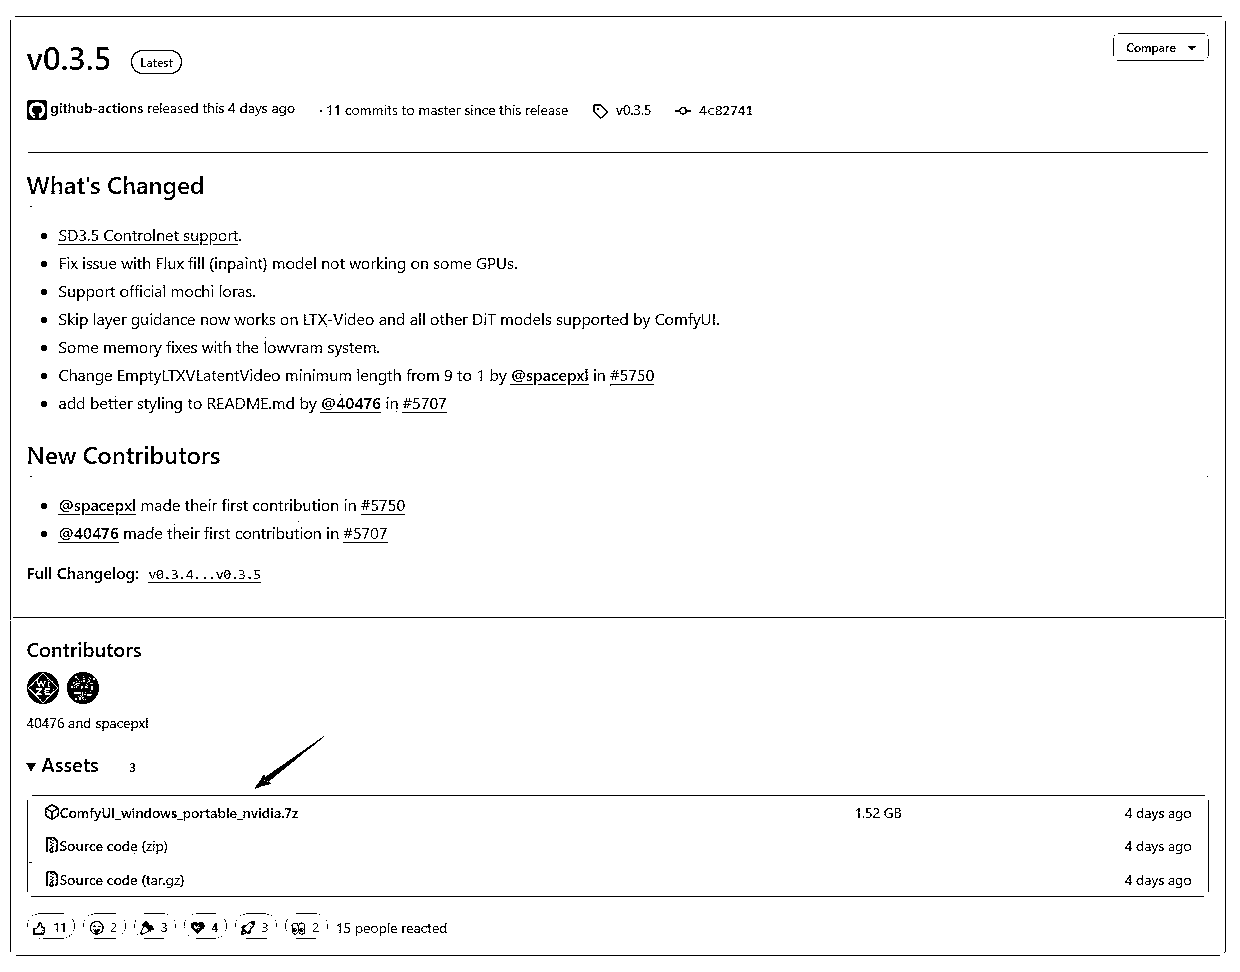 v0.3.5 Latest Compare
github-actions released this 4 days ago · 11 commits to master since this release v0.3.5 4c82741
What's Changed
• SD3.5 Controlnet support.
• Fix issue with Flux fill (inpaint) model not working on some GPUs.
• Support official mochi loras.
• Skip layer guidance now works on LTX-Video and all other DiT models supported by ComfyUI.
• Some memory fixes with the lowvram system.
• Change EmptyLTXVLatentVideo minimum length from 9 to 1 by @spacepxl in #5750
• add better styling to README.md by @40476 in #5707
New Contributors
• @spacepxl made their first contribution in #5750
• @40476 made their first contribution in #5707
Full Changelog: v0.3.4...v0.3.5
Contributors
WI
ZE
40476 and spacepxl
Assets 3
ComfyUI_windows_portable_nvidia.7z 1.52 GB 4 days ago
Source code (zip) 4 days ago
Source code (tar.gz) 4 days ago
11 2 3 4 3 2 15 people reacted